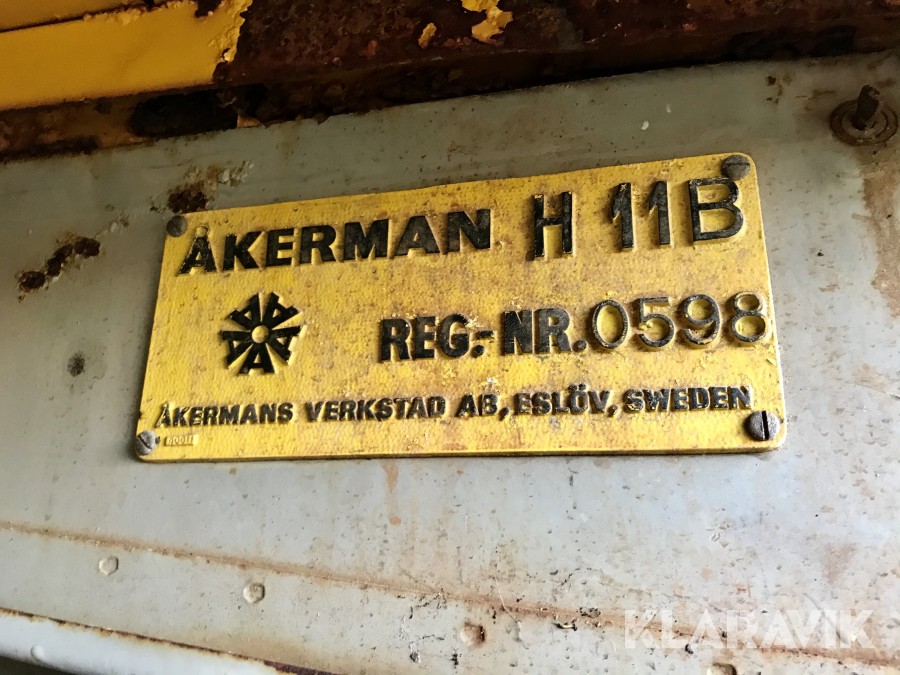 ÅKERMAN H 11B
REG.-NR. 0598
ÅKERMANS VERKSTAD AB, ESLÖV, SWEDEN
KLARAVIK